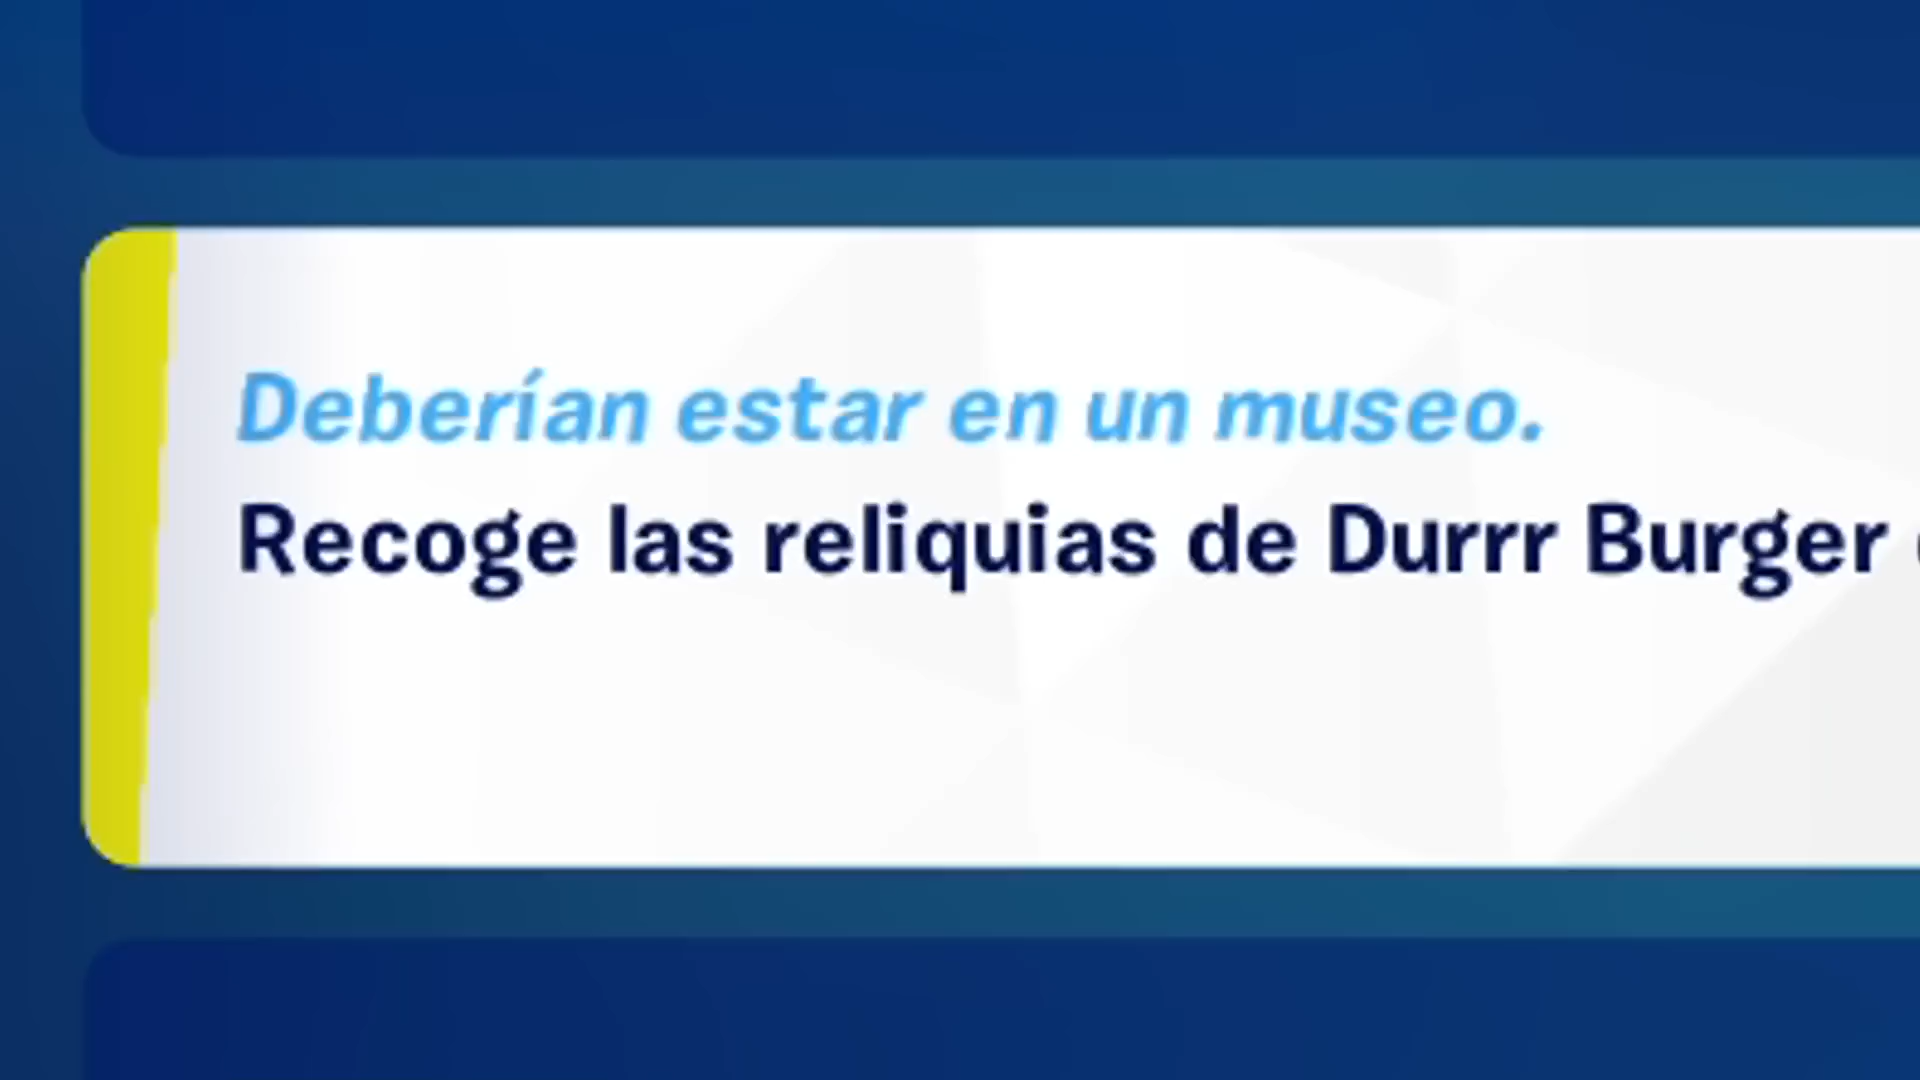 Deberían estar en un museo.
Recoge las reliquias de Durrr Burger